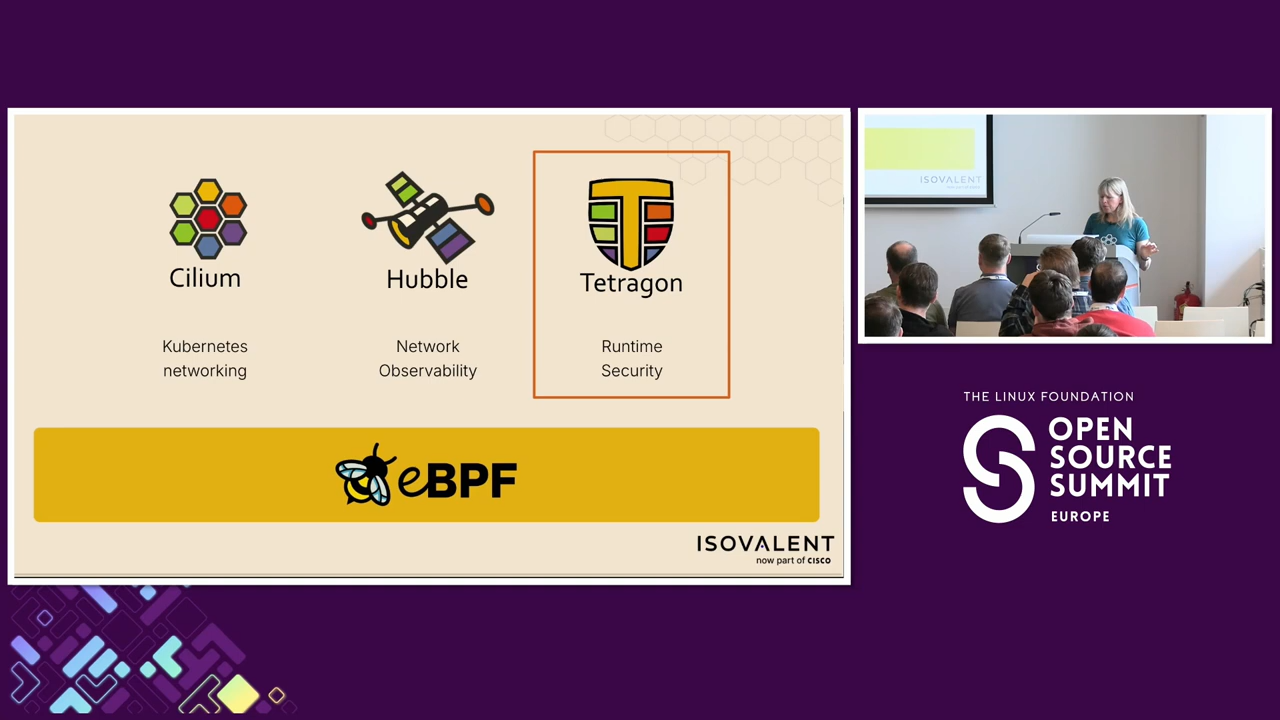 Cilium
Hubble
Tetragon
Kubernetes
networking
Network
Observability
Runtime
Security
eBPF
ISOVALENT
now part of CISCO
ISOVALENT
THE LINUX FOUNDATION
OPEN
SOURCE
SUMMIT
EUROPE